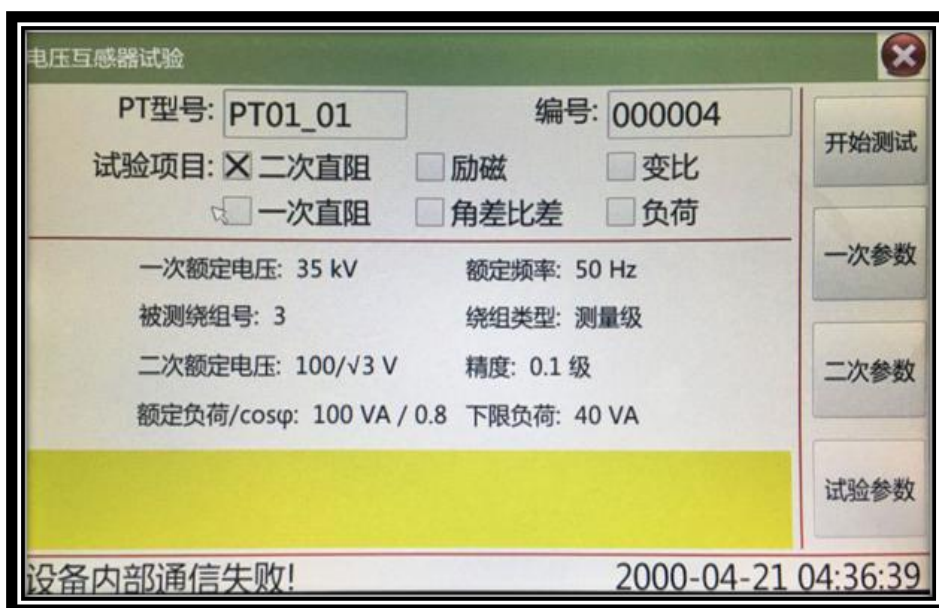 电压互感器试验
PT型号: PT01_01 编号: 000004
试验项目: 二次直阻 励磁 变比
一次直阻 角差比差 负荷
一次额定电压: 35 kV 额定频率: 50 Hz
被测绕组号: 3 绕组类型: 测量级
二次额定电压: 100/√3 V 精度: 0.1 级
额定负荷/cosφ: 100 VA / 0.8 下限负荷: 40 VA
开始测试
一次参数
二次参数
试验参数
设备内部通信失败! 2000-04-21 04:36:39